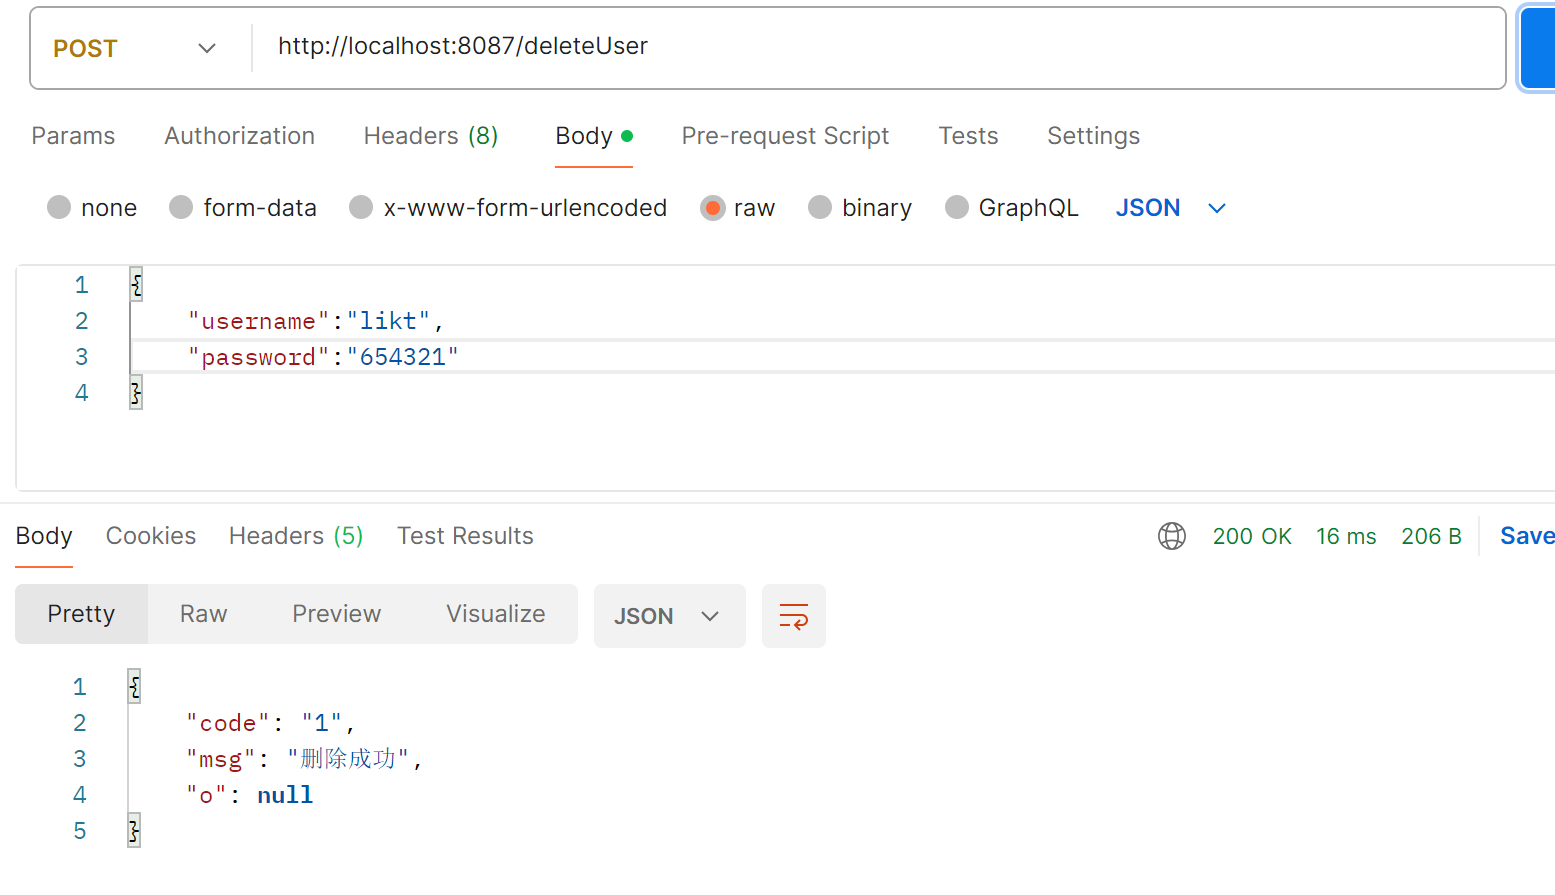 POST http://localhost:8087/deleteUser
Params Authorization Headers (8) Body Pre-request Script Tests Settings
none form-data x-www-form-urlencoded raw binary GraphQL JSON
1 {
2 "username":"likt",
3 "password":"654321"
4 }
Body Cookies Headers (5) Test Results 200 OK 16 ms 206 B Save
Pretty Raw Preview Visualize JSON
1 {
2 "code": "1",
3 "msg": "删除成功",
4 "o": null
5 }